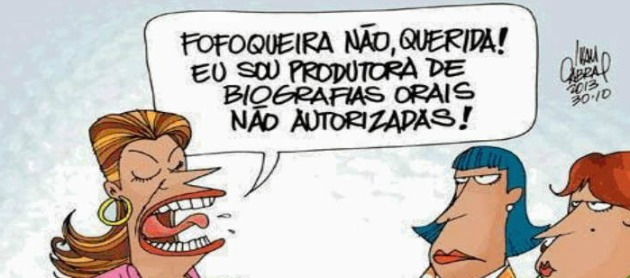 FOFOQUEIRA NÃO, QUERIDA!
EU SOU PRODUTORA DE
BIOGRAFIAS ORAIS
NÃO AUTORIZADAS!
IVAN
CABRAL
2013
30.10